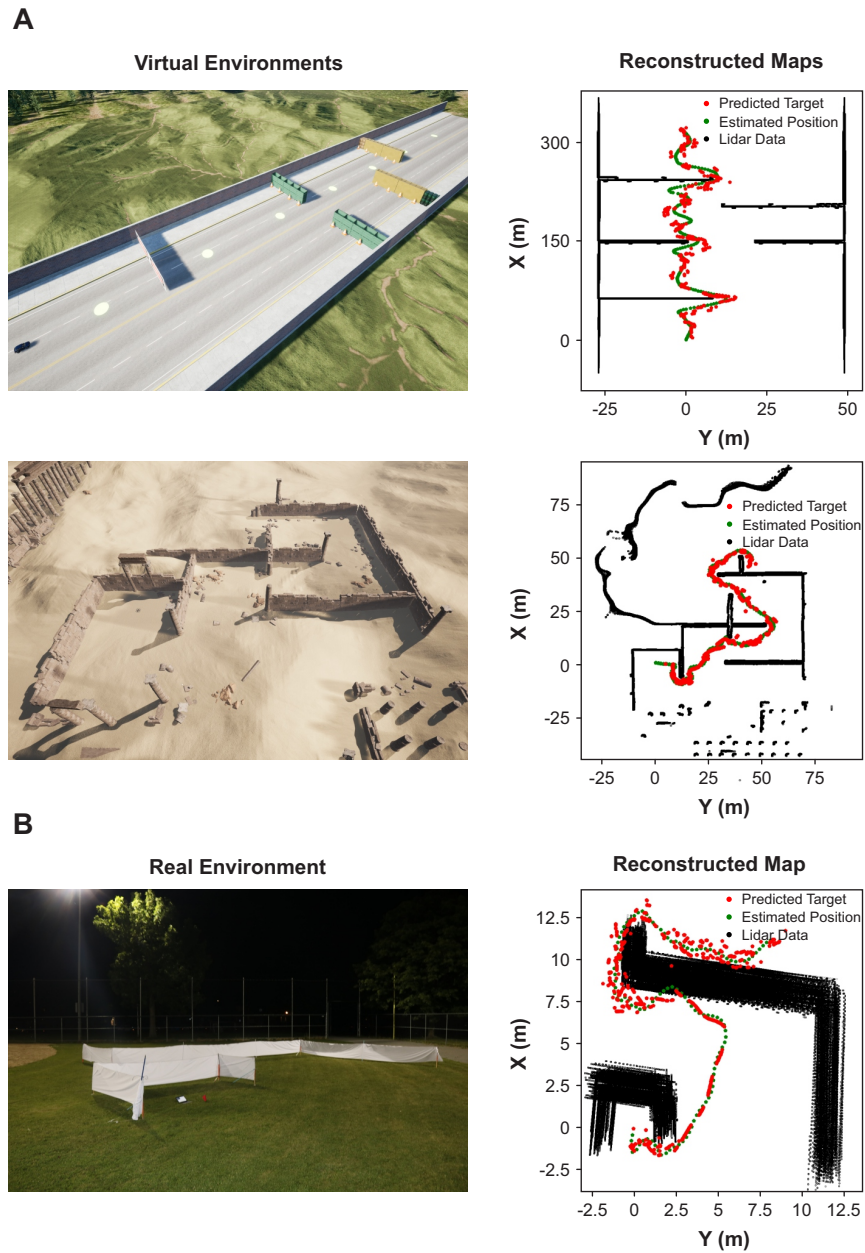 A
Virtual Environments
Reconstructed Maps
Predicted Target
Estimated Position
Lidar Data
300
150
0
X (m)
-25
0
25
50
Y (m)
Predicted Target
Estimated Position
Lidar Data
75
50
25
0
-25
X (m)
-25
0
25
50
75
Y (m)
B
Real Environment
Reconstructed Map
Predicted Target
Estimated Position
Lidar Data
12.5
10
7.5
5
2.5
0
-2.5
X (m)
-2.5
0
2.5
5
7.5
10
12.5
Y (m)